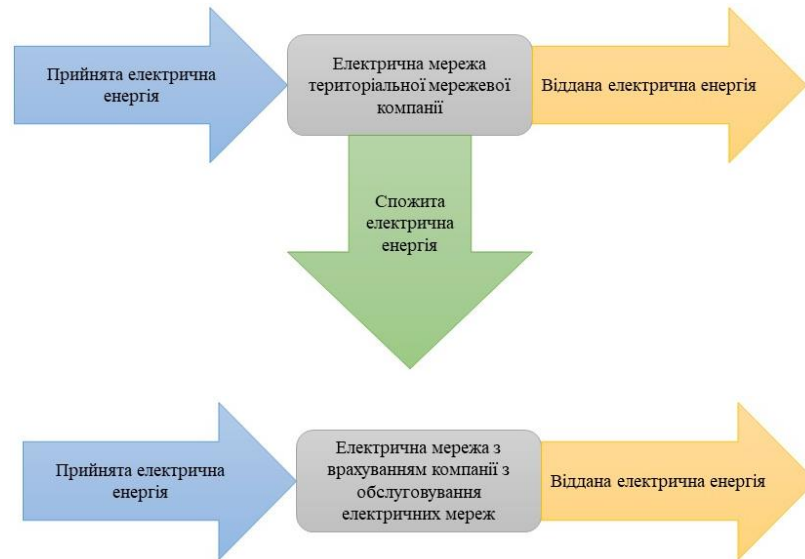 Прийнята електрична
енергія
Електрична мережа
територіальної мережевої
компанії
Віддана електрична енергія
Спожита
електрична
енергія
Прийнята електрична
енергія
Електрична мережа з
врахуванням компанії з
обслуговування
електричних мереж
Віддана електрична енергія